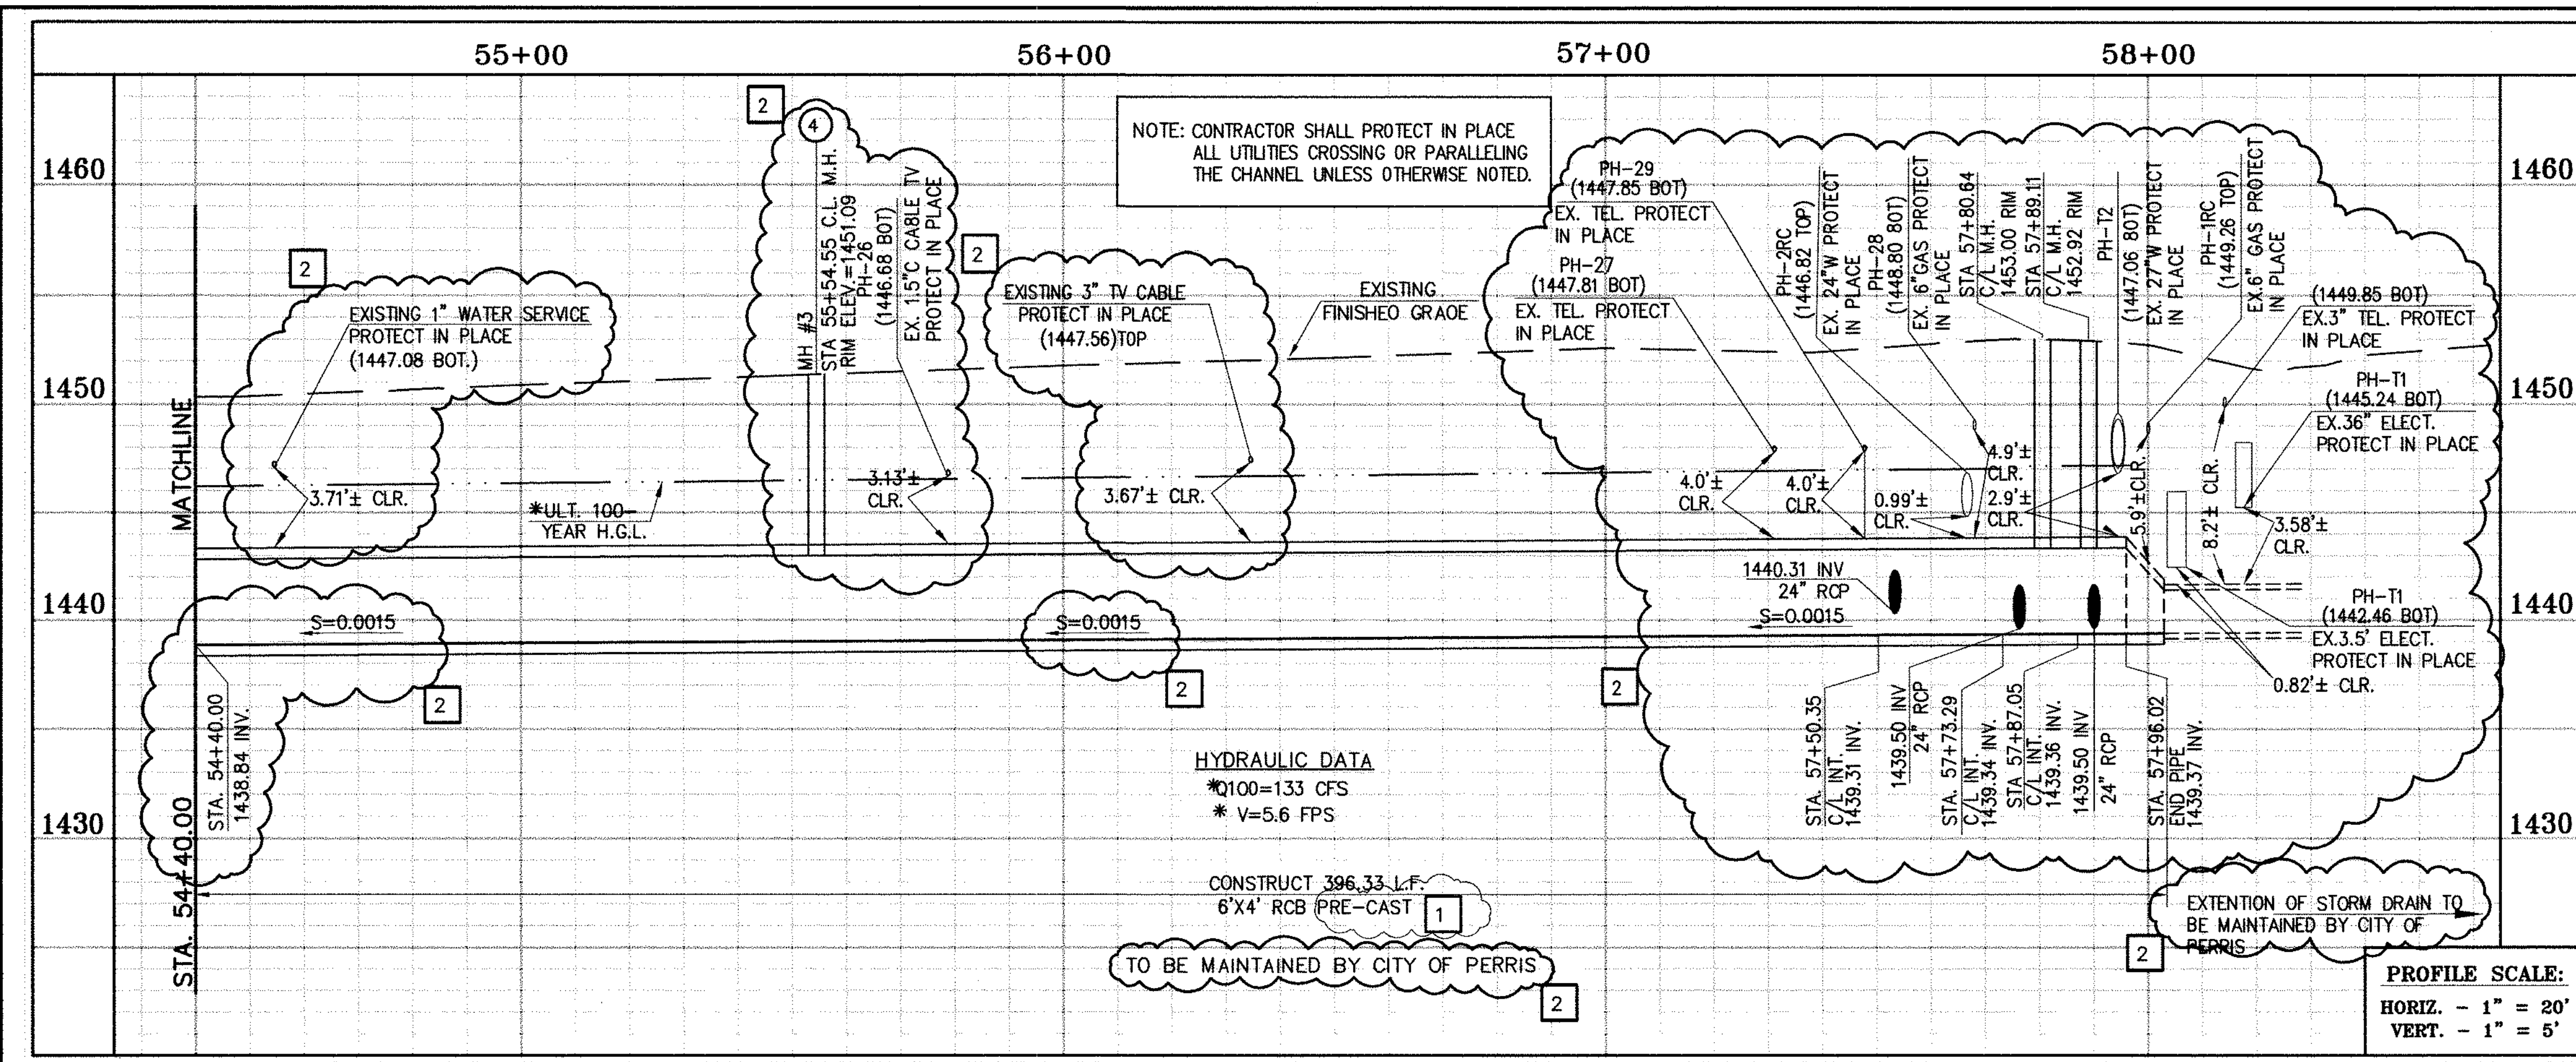 55+00
56+00
57+00
58+00
1460
1450
1440
1430
1460
1450
1440
1430
MATCHLINE
STA. 54+40.00
2
EXISTING 1" WATER SERVICE
PROTECT IN PLACE
(1447.08 BOT.)
3.71'± CLR.
*ULT. 100-
YEAR H.G.L.
2
4
MH #3
STA 55+54.55 C.L. M.H.
RIM ELEV.=1451.09
PH-26
(1446.68 BOT)
EX. 1.5"C CABLE TV
PROTECT IN PLACE
3.13'±
CLR.
2
EXISTING 3" TV CABLE
PROTECT IN PLACE
(1447.56)TOP
3.67'± CLR.
NOTE: CONTRACTOR SHALL PROTECT IN PLACE
ALL UTILITIES CROSSING OR PARALLELING
THE CHANNEL UNLESS OTHERWISE NOTED.
EXISTING
FINISHEO GRAOE
PH-29
(1447.85 BOT)
EX. TEL. PROTECT
IN PLACE
PH-27
(1447.81 BOT)
EX. TEL. PROTECT
IN PLACE
PH-2RC
(1446.82 TOP)
EX. 24"W PROTECT
IN PLACE
PH-28
(1448.80 BOT)
EX. 6"GAS PROTECT
IN PLACE
STA 57+80.64
C/L M.H.
1453.00 RIM
STA 57+89.11
C/L M.H.
1452.92 RIM
PH-T2
(1447.06 BOT)
EX. 27"W PROTECT
IN PLACE
PH-1RC
(1449.26 TOP)
EX.6" GAS PROTECT
IN PLACE
(1449.85 BOT)
EX.3" TEL. PROTECT
IN PLACE
PH-T1
(1445.24 BOT)
EX.36" ELECT.
PROTECT IN PLACE
4.0'±
CLR.
4.0'±
CLR.
0.99'±
CLR.
4.9'±
CLR.
2.9'±
CLR.
5.9'±CLR.
8.2'± CLR.
3.58'±
CLR.
PH-T1
(1442.46 BOT)
EX.3.5' ELECT.
PROTECT IN PLACE
0.82'± CLR.
S=0.0015
2
STA. 54+40.00
1438.84 INV.
S=0.0015
2
1440.31 INV
24" RCP
S=0.0015
2
STA. 57+50.35
C/L INT.
1439.31 INV.
1439.50 INV
24" RCP
STA. 57+73.29
C/L INT.
1439.34 INV.
STA 57+87.05
C/L INT.
1439.36 INV.
1439.50 INV
24" RCP
STA. 57+96.02
END PIPE
1439.37 INV.
HYDRAULIC DATA
*Q100=133 CFS
* V=5.6 FPS
CONSTRUCT 396.33 L.F.
6'X4' RCB PRE-CAST
1
TO BE MAINTAINED BY CITY OF PERRIS
2
EXTENTION OF STORM DRAIN TO
BE MAINTAINED BY CITY OF
PERRIS
2
PROFILE SCALE:
HORIZ. - 1" = 20'
VERT. - 1" = 5'